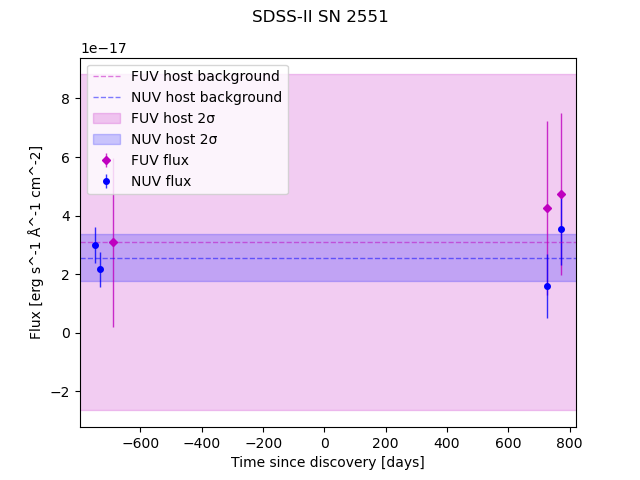 SDSS-II SN 2551
1e−17
FUV host background
NUV host background
FUV host 2σ
NUV host 2σ
FUV flux
NUV flux
8
6
4
2
0
−2
Flux [erg s^-1 Å^-1 cm^-2]
−600 −400 −200 0 200 400 600 800
Time since discovery [days]